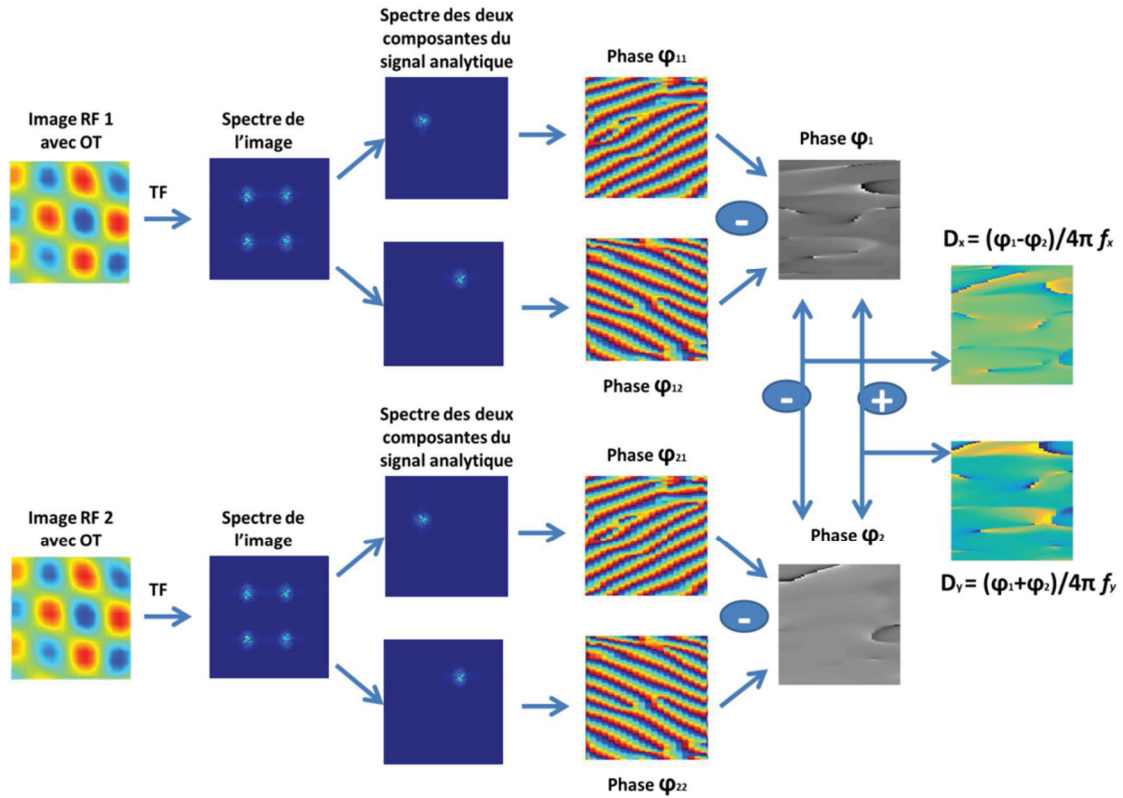 Image RF 1
avec OT
TF
Spectre de
l'image
Spectre des deux
composantes du
signal analytique
Phase φ11
Phase φ12
-
Phase φ1
Dx = (φ1-φ2)/4π fx
-
+
Image RF 2
avec OT
TF
Spectre de
l'image
Spectre des deux
composantes du
signal analytique
Phase φ21
Phase φ22
-
Phase φ2
Dy = (φ1+φ2)/4π fy